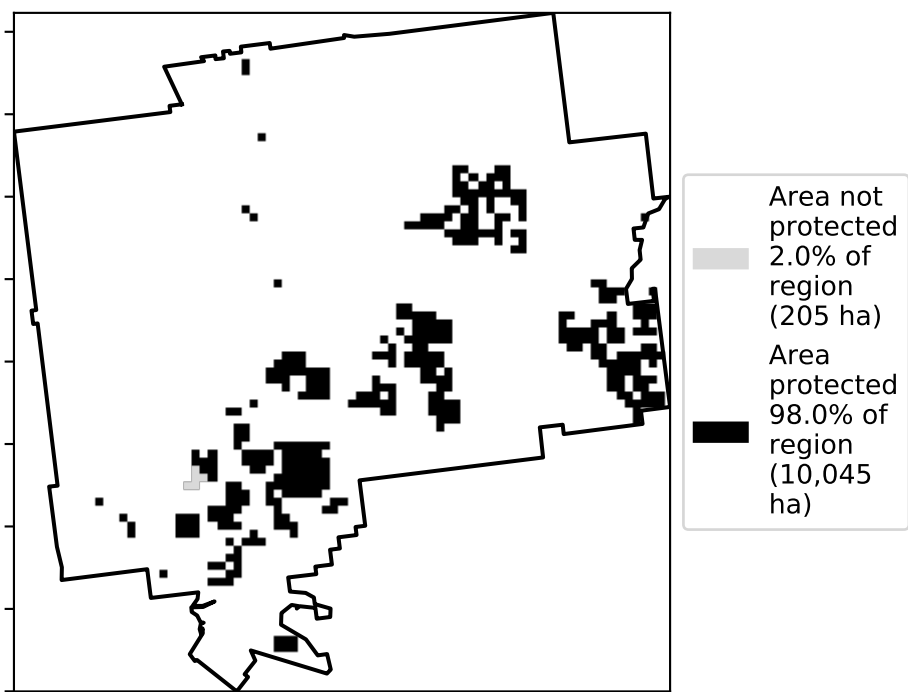 Area not
protected
2.0% of
region
(205 ha)
Area
protected
98.0% of
region
(10,045
ha)